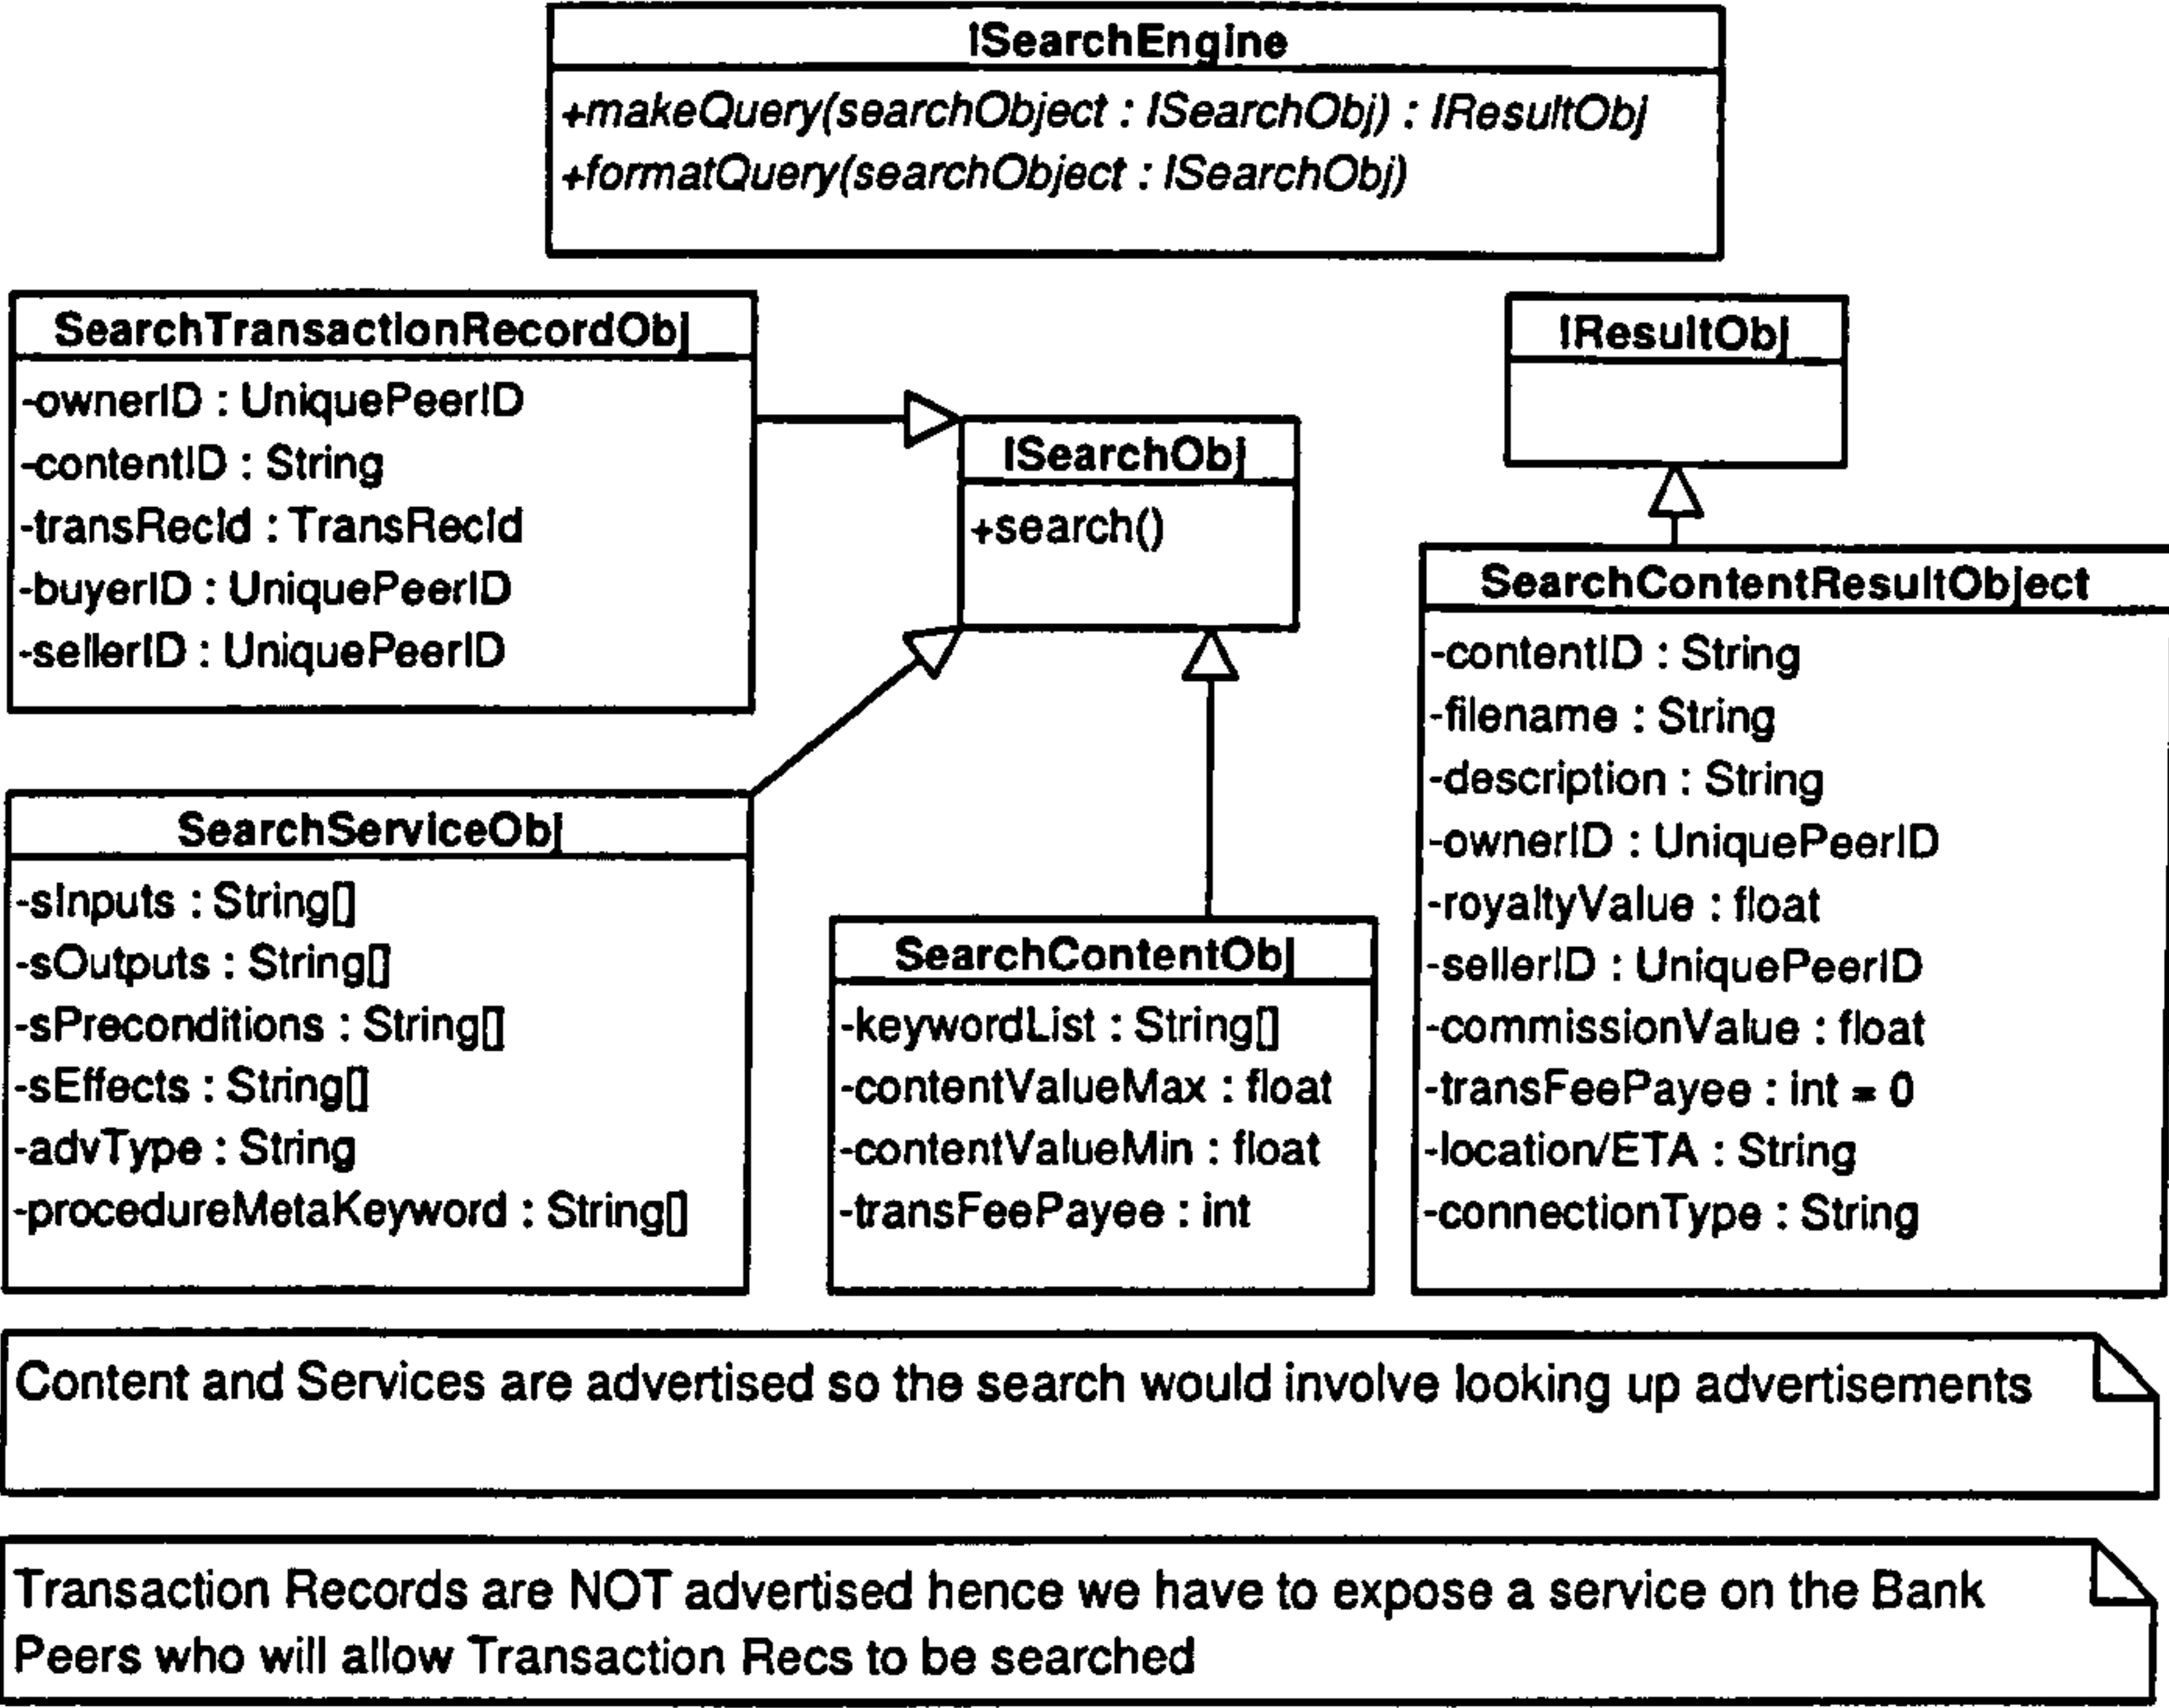 ISearchEngine
+makeQuery(searchObject : ISearchObj) : IResultObj
+formatQuery(searchObject : ISearchObj)
SearchTransactionRecordObj
-ownerID : UniquePeerID
-contentID : String
-transRecId : TransRecId
-buyerID : UniquePeerID
-sellerID : UniquePeerID
ISearchObj
+search()
IResultObj
SearchContentResultObject
-contentID : String
-filename : String
-description : String
-ownerID : UniquePeerID
-royaltyValue : float
-sellerID : UniquePeerID
-commissionValue : float
-transFeePayee : int = 0
-location/ETA : String
-connectionType : String
SearchServiceObj
-sInputs : String[]
-sOutputs : String[]
-sPreconditions : String[]
-sEffects : String[]
-advType : String
-procedureMetaKeyword : String[]
SearchContentObj
-keywordList : String[]
-contentValueMax : float
-contentValueMin : float
-transFeePayee : int
Content and Services are advertised so the search would involve looking up advertisements
Transaction Records are NOT advertised hence we have to expose a service on the Bank
Peers who will allow Transaction Recs to be searched